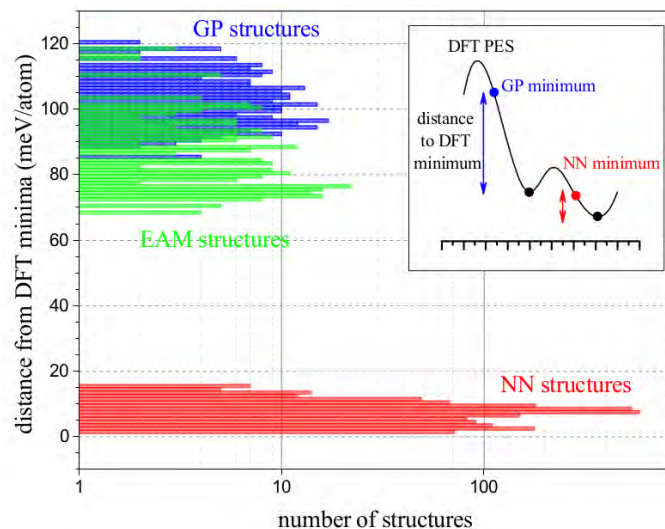 GP structures
EAM structures
NN structures
DFT PES
GP minimum
distance
to DFT
minimum
NN minimum
distance from DFT minima (meV/atom)
120
100
80
60
40
20
0
1
10
100
number of structures